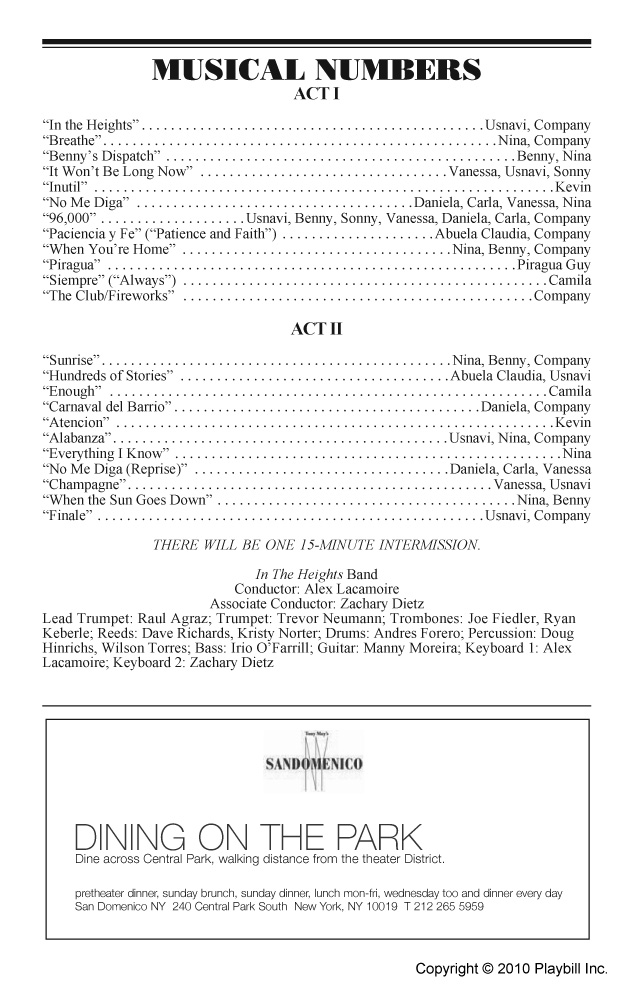 MUSICAL NUMBERS
ACT I
“In the Heights” . . . . . . . . . . . . . . . . . . . . . . . . . . . . . . . . . . . . . . . . . . . . . . . Usnavi, Company
“Breathe” . . . . . . . . . . . . . . . . . . . . . . . . . . . . . . . . . . . . . . . . . . . . . . . . . . . . . . Nina, Company
“Benny’s Dispatch” . . . . . . . . . . . . . . . . . . . . . . . . . . . . . . . . . . . . . . . . . . . . . . . . Benny, Nina
“It Won’t Be Long Now” . . . . . . . . . . . . . . . . . . . . . . . . . . . . . . . . . . Vanessa, Usnavi, Sonny
“Inutil” . . . . . . . . . . . . . . . . . . . . . . . . . . . . . . . . . . . . . . . . . . . . . . . . . . . . . . . . . . . . . . . Kevin
“No Me Diga” . . . . . . . . . . . . . . . . . . . . . . . . . . . . . . . . . . . . . . Daniela, Carla, Vanessa, Nina
“96,000” . . . . . . . . . . . . . . . . . . . . Usnavi, Benny, Sonny, Vanessa, Daniela, Carla, Company
“Paciencia y Fe” (“Patience and Faith”) . . . . . . . . . . . . . . . . . . . . . Abuela Claudia, Company
“When You’re Home” . . . . . . . . . . . . . . . . . . . . . . . . . . . . . . . . . . . . . Nina, Benny, Company
“Piragua” . . . . . . . . . . . . . . . . . . . . . . . . . . . . . . . . . . . . . . . . . . . . . . . . . . . . . . . . Piragua Guy
“Siempre” (“Always”) . . . . . . . . . . . . . . . . . . . . . . . . . . . . . . . . . . . . . . . . . . . . . . . . . . Camila
“The Club/Fireworks” . . . . . . . . . . . . . . . . . . . . . . . . . . . . . . . . . . . . . . . . . . . . . . . . Company
ACT II
“Sunrise” . . . . . . . . . . . . . . . . . . . . . . . . . . . . . . . . . . . . . . . . . . . . . . . . Nina, Benny, Company
“Hundreds of Stories” . . . . . . . . . . . . . . . . . . . . . . . . . . . . . . . . . . . . . Abuela Claudia, Usnavi
“Enough” . . . . . . . . . . . . . . . . . . . . . . . . . . . . . . . . . . . . . . . . . . . . . . . . . . . . . . . . . . . . Camila
“Carnaval del Barrio” . . . . . . . . . . . . . . . . . . . . . . . . . . . . . . . . . . . . . . . . . . Daniela, Company
“Atencion” . . . . . . . . . . . . . . . . . . . . . . . . . . . . . . . . . . . . . . . . . . . . . . . . . . . . . . . . . . . . Kevin
“Alabanza” . . . . . . . . . . . . . . . . . . . . . . . . . . . . . . . . . . . . . . . . . . . . . . Usnavi, Nina, Company
“Everything I Know” . . . . . . . . . . . . . . . . . . . . . . . . . . . . . . . . . . . . . . . . . . . . . . . . . . . . . . Nina
“No Me Diga (Reprise)” . . . . . . . . . . . . . . . . . . . . . . . . . . . . . . . . . . . Daniela, Carla, Vanessa
“Champagne” . . . . . . . . . . . . . . . . . . . . . . . . . . . . . . . . . . . . . . . . . . . . . . . . . . Vanessa, Usnavi
“When the Sun Goes Down” . . . . . . . . . . . . . . . . . . . . . . . . . . . . . . . . . . . . . . . . . Nina, Benny
“Finale” . . . . . . . . . . . . . . . . . . . . . . . . . . . . . . . . . . . . . . . . . . . . . . . . . . . . . Usnavi, Company
THERE WILL BE ONE 15-MINUTE INTERMISSION.
In The Heights Band
Conductor: Alex Lacamoire
Associate Conductor: Zachary Dietz
Lead Trumpet: Raul Agraz; Trumpet: Trevor Neumann; Trombones: Joe Fiedler, Ryan
Keberle; Reeds: Dave Richards, Kristy Norter; Drums: Andres Forero; Percussion: Doug
Hinrichs, Wilson Torres; Bass: Irio O’Farrill; Guitar: Manny Moreira; Keyboard 1: Alex
Lacamoire; Keyboard 2: Zachary Dietz
Tony May's
SANDOMENICO
DINING ON THE PARK
Dine across Central Park, walking distance from the theater District.
pretheater dinner, sunday brunch, sunday dinner, lunch mon-fri, wednesday too and dinner every day
San Domenico NY 240 Central Park South New York, NY 10019 T 212 265 5959
Copyright © 2010 Playbill Inc.